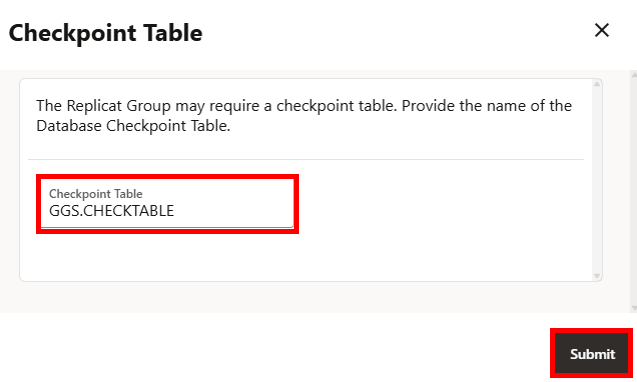 Checkpoint Table
The Replicat Group may require a checkpoint table. Provide the name of the
Database Checkpoint Table.
Checkpoint Table
GGS.CHECKTABLE
Submit